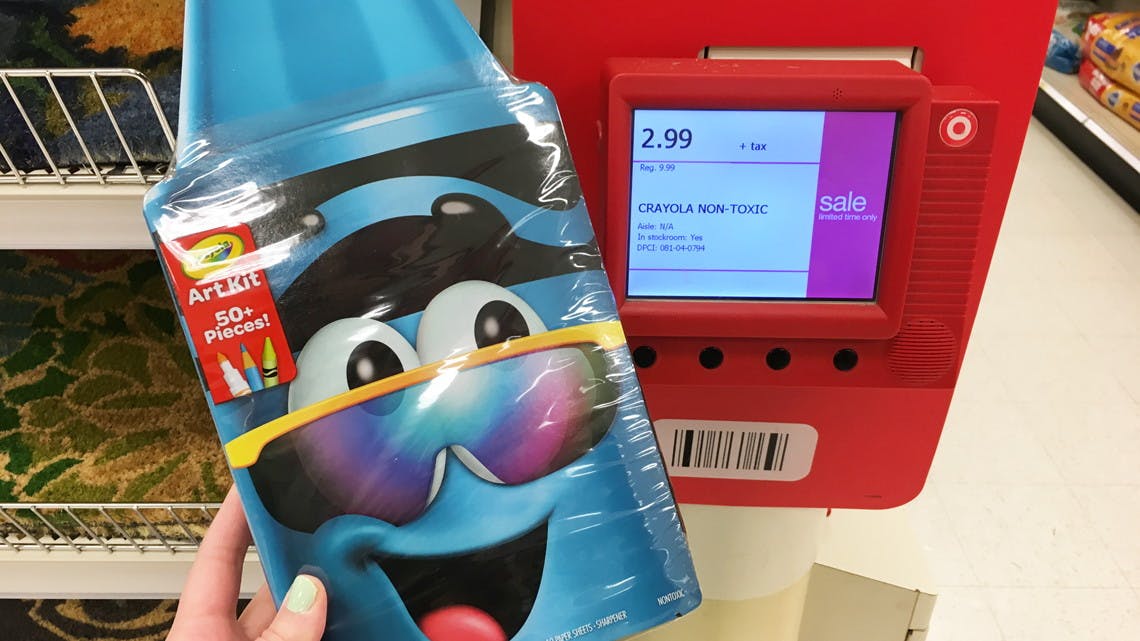 Crayola
Art Kit
50+
Pieces!
PAPER SHEETS • SHARPENER
NONTOXIC
2.99 + tax
Reg. 9.99
CRAYOLA NON-TOXIC
Aisle: N/A
In stockroom: Yes
DPCI: 081-04-0794
sale
limited time only